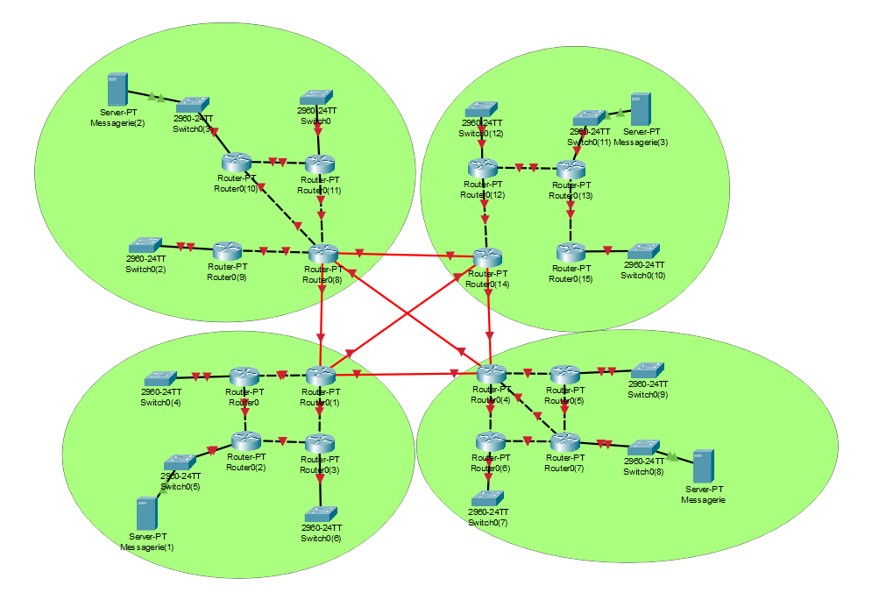 Server-PT
Messagerie(2)
2960-24TT
Switch0(3)
2960-24TT
Switch0
Router-PT
Router0(10)
Router-PT
Router0(11)
2960-24TT
Switch0(2)
Router-PT
Router0(9)
Router-PT
Router0(8)
2960-24TT
Switch0(12)
2960-24TT
Switch0(11)
Server-PT
Messagerie(3)
Router-PT
Router0(12)
Router-PT
Router0(13)
Router-PT
Router0(14)
Router-PT
Router0(15)
2960-24TT
Switch0(10)
2960-24TT
Switch0(4)
Router-PT
Router0
Router-PT
Router0(1)
Router-PT
Router0(2)
Router-PT
Router0(3)
2960-24TT
Switch0(5)
Server-PT
Messagerie(1)
2960-24TT
Switch0(6)
Router-PT
Router0(4)
Router-PT
Router0(5)
2960-24TT
Switch0(9)
Router-PT
Router0(6)
Router-PT
Router0(7)
2960-24TT
Switch0(8)
Server-PT
Messagerie
2960-24TT
Switch0(7)